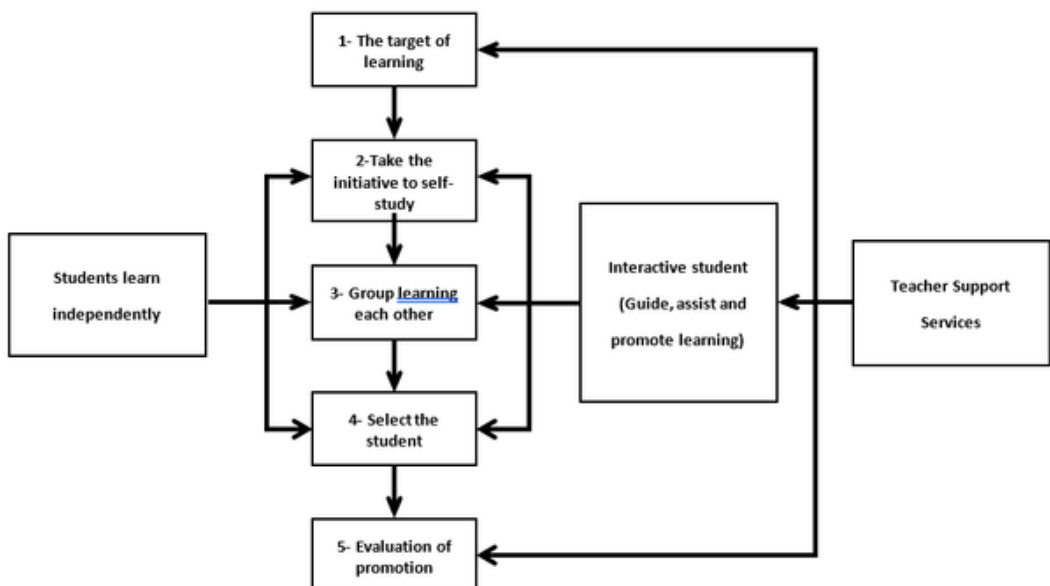 1- The target of
learning
2-Take the
initiative to self-
study
Students learn
independently
3- Group learning
each other
Interactive student
(Guide, assist and
promote learning)
Teacher Support
Services
4- Select the
student
5- Evaluation of
promotion